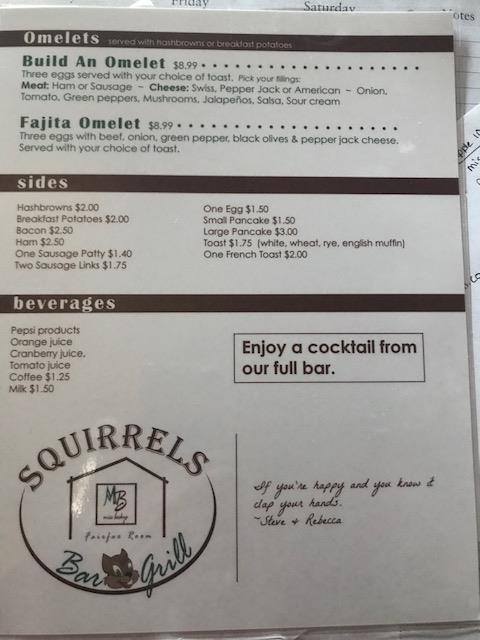 Friday
Saturday
Notes
Omelets served with hashbrowns or breakfast potatoes
Build An Omelet $8.99
Three eggs served with your choice of toast. Pick your fillings:
Meat: Ham or Sausage ~ Cheese: Swiss, Pepper Jack or American ~ Onion,
Tomato, Green peppers, Mushrooms, Jalapeños, Salsa, Sour cream
Fajita Omelet $8.99
Three eggs with beef, onion, green pepper, black olives & pepper jack cheese.
Served with your choice of toast.
sides
Hashbrowns $2.00
Breakfast Potatoes $2.00
Bacon $2.50
Ham $2.50
One Sausage Patty $1.40
Two Sausage Links $1.75
One Egg $1.50
Small Pancake $1.50
Large Pancake $3.00
Toast $1.75 (white, wheat, rye, english muffin)
One French Toast $2.00
beverages
Pepsi products
Orange juice
Cranberry juice,
Tomato juice
Coffee $1.25
Milk $1.50
Enjoy a cocktail from
our full bar.
SQUIRRELS
MB
Fairfax Room
Bar Grill
If you're happy and you know it
clap your hands.
~Steve + Rebecca